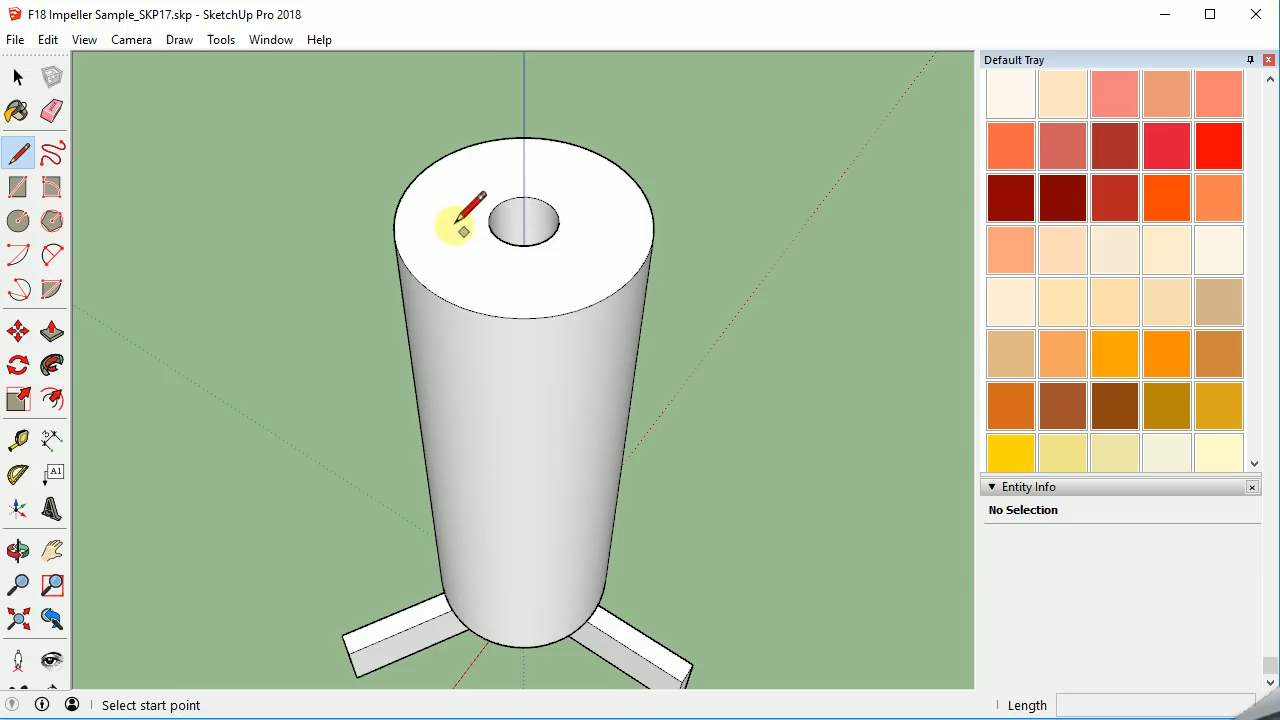 F18 Impeller Sample_SKP17.skp - SketchUp Pro 2018
File Edit View Camera Draw Tools Window Help
Default Tray
A1
Entity Info
No Selection
Select start point
Length